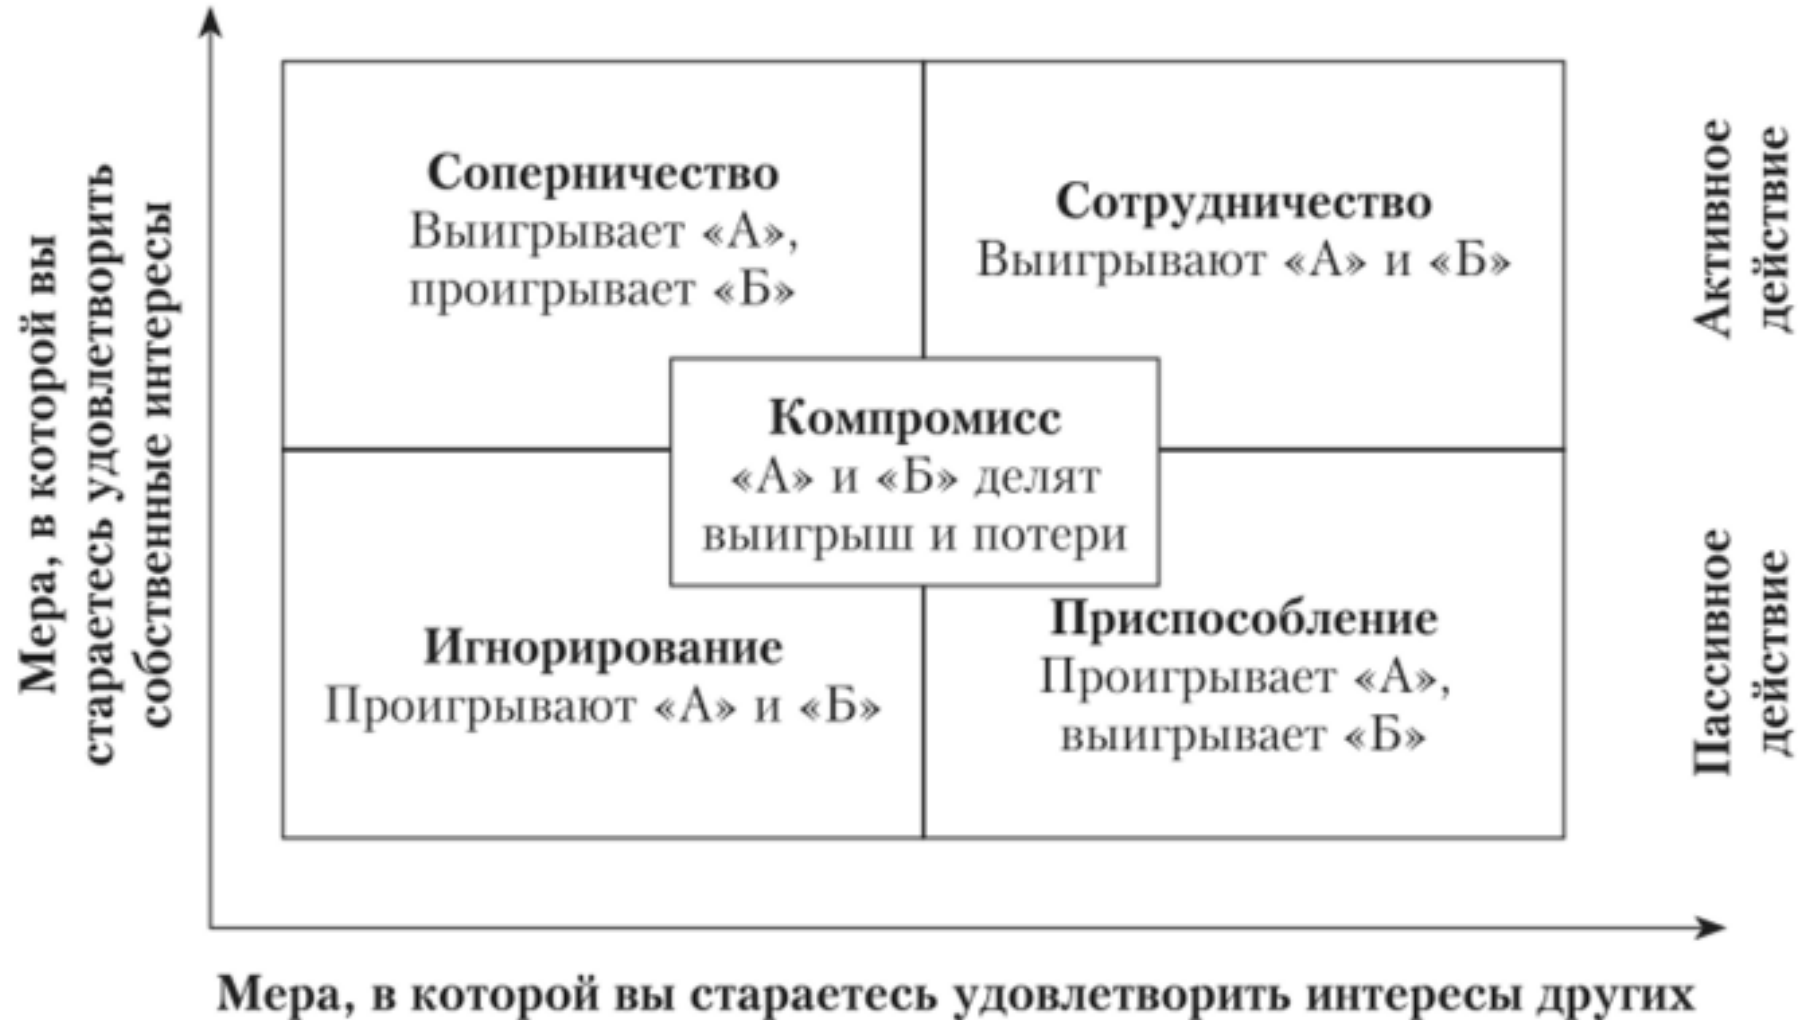 Мера, в которой вы
стараетесь удовлетворить
собственные интересы
Соперничество
Выигрывает «А»,
проигрывает «Б»
Сотрудничество
Выигрывают «А» и «Б»
Компромисс
«А» и «Б» делят
выигрыш и потери
Игнорирование
Проигрывают «А» и «Б»
Приспособление
Проигрывает «А»,
выигрывает «Б»
Активное
действие
Пассивное
действие
Мера, в которой вы стараетесь удовлетворить интересы других